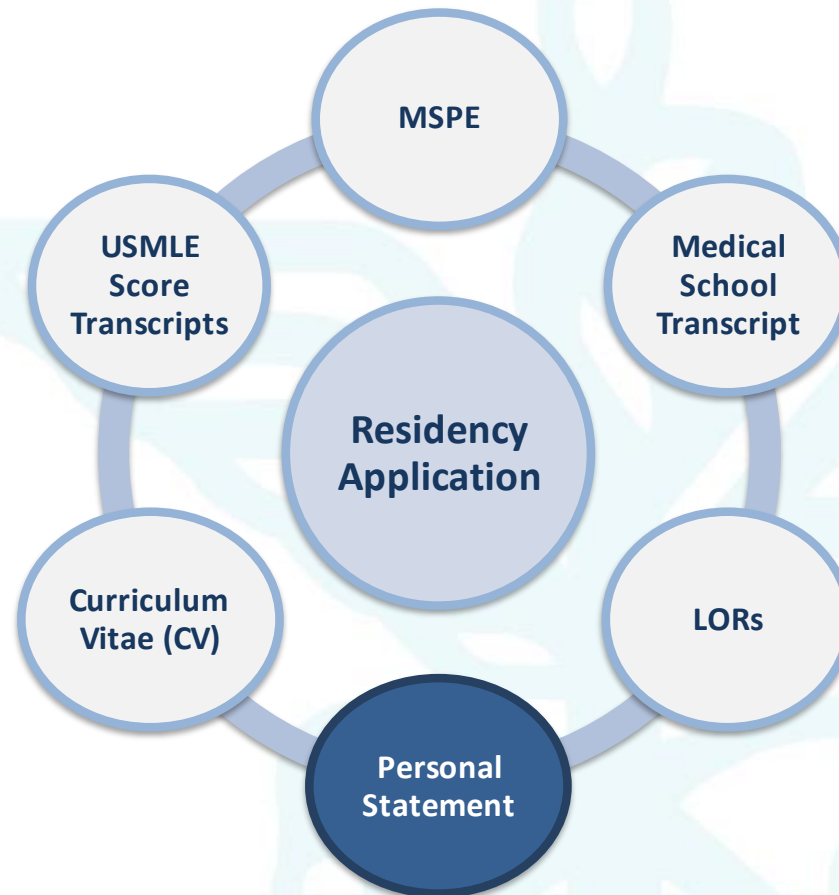 MSPE
USMLE
Score
Transcripts
Medical
School
Transcript
Residency
Application
Curriculum
Vitae (CV)
LORs
Personal
Statement